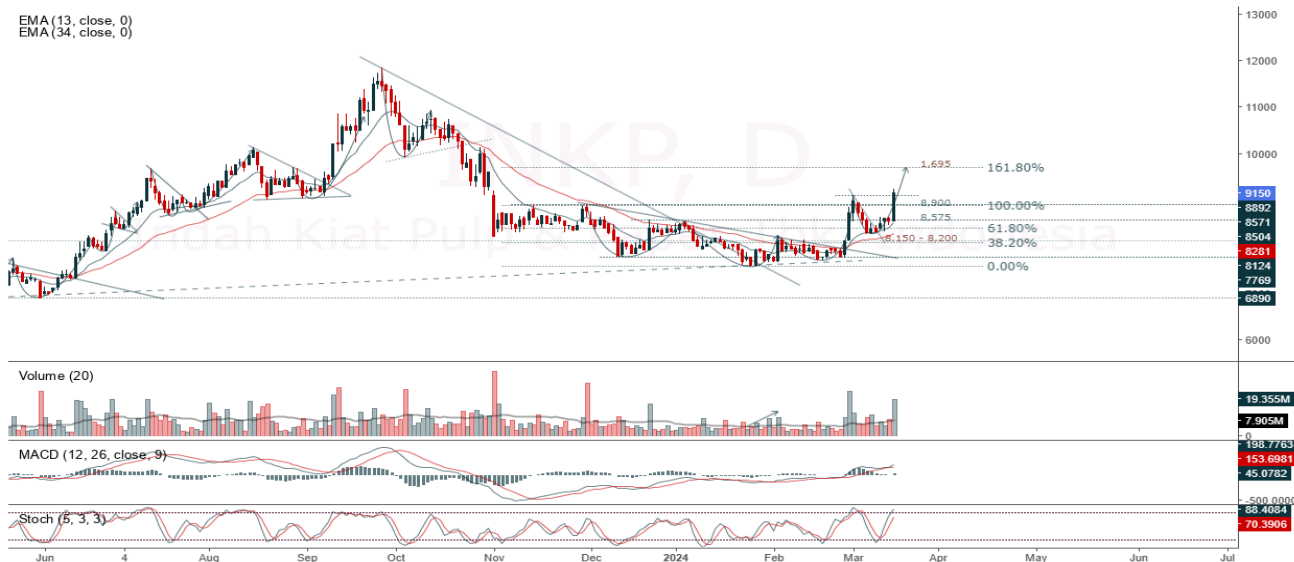 EMA (13, close, 0)
EMA (34, close, 0)
INKP, D
Indah Kiat Pulp Indonesia
13000
12000
11000
10000
9150
8892
8571
8504
8281
8124
7769
6890
6000
1,695
161.80%
8,900
100.00%
8,575
61.80%
8,150 - 8,200
38.20%
0.00%
Volume (20)
19.355M
7.905M
0
MACD (12, 26, close, 9)
198.7763
153.6981
45.0782
-500.0000
Stoch (5, 3, 3)
88.4084
70.3906
Jun
4
Aug
Sep
Oct
Nov
Dec
2024
Feb
Mar
Apr
May
Jun
Jul